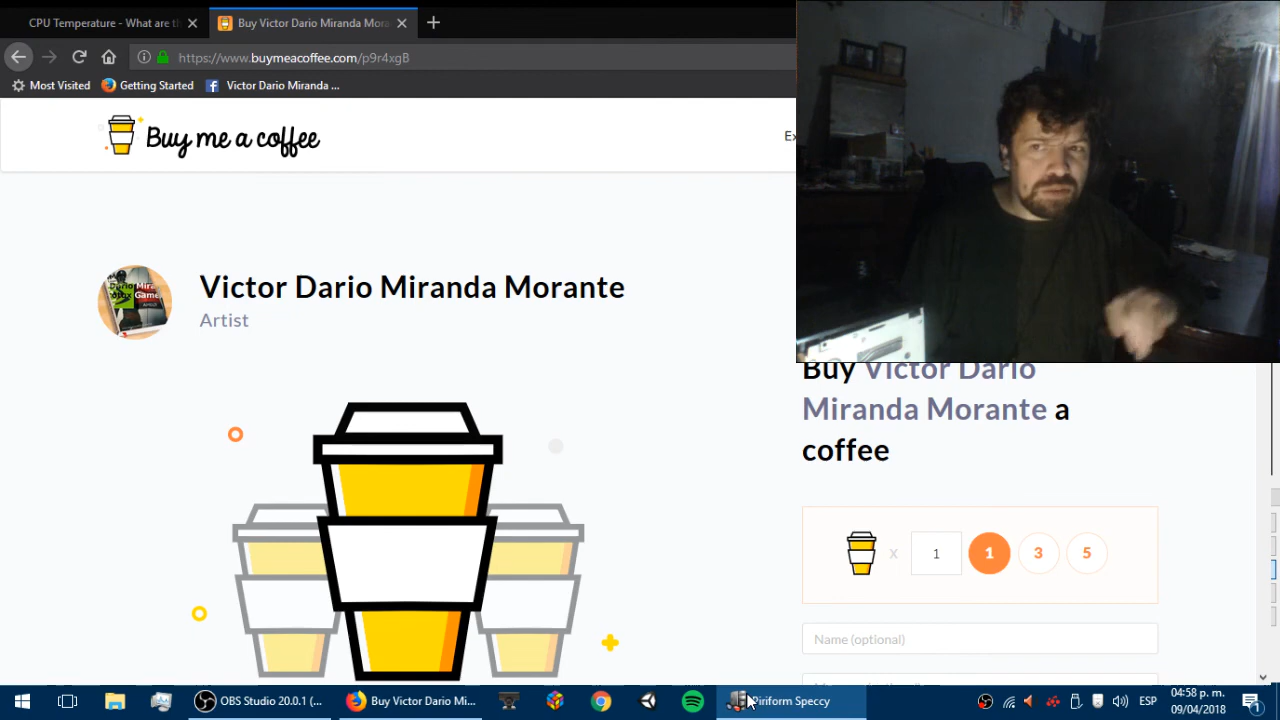 CPU Temperature - What are th
Buy Victor Dario Miranda Mora
https://www.buymeacoffee.com/p9r4xgB
Most Visited
Getting Started
Victor Dario Miranda ...
Buy me a coffee
Ex
Victor Dario Miranda Morante
Artist
Buy Victor Dario
Miranda Morante a
coffee
x
1
1
3
5
Name (optional)
OBS Studio 20.0.1 (...
Buy Victor Dario Mi...
Piriform Speccy
ESP
04:58 p. m.
09/04/2018